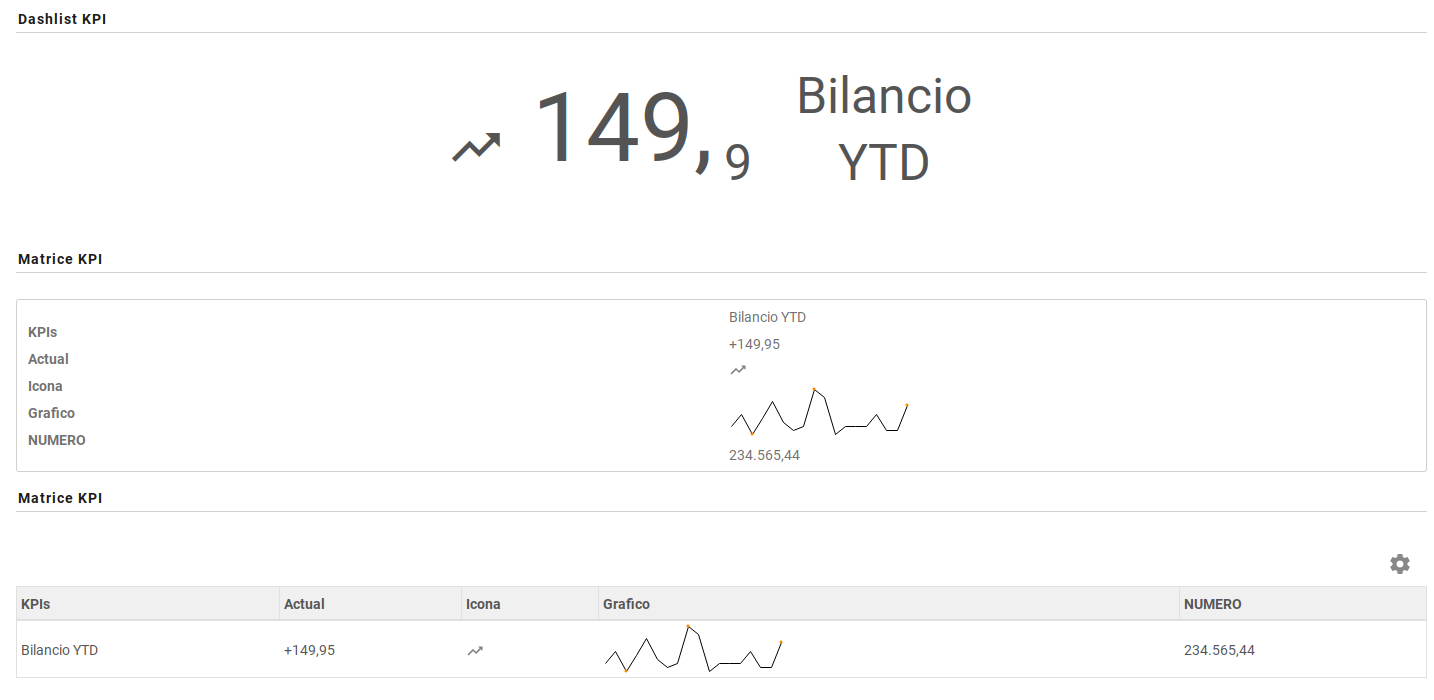 Dashlist KPI
149,9
Bilancio
YTD
Matrice KPI
KPIs
Bilancio YTD
Actual
+149,95
Icona
Grafico
NUMERO
234.565,44
Matrice KPI
KPIs Actual Icona Grafico NUMERO
Bilancio YTD +149,95 234.565,44